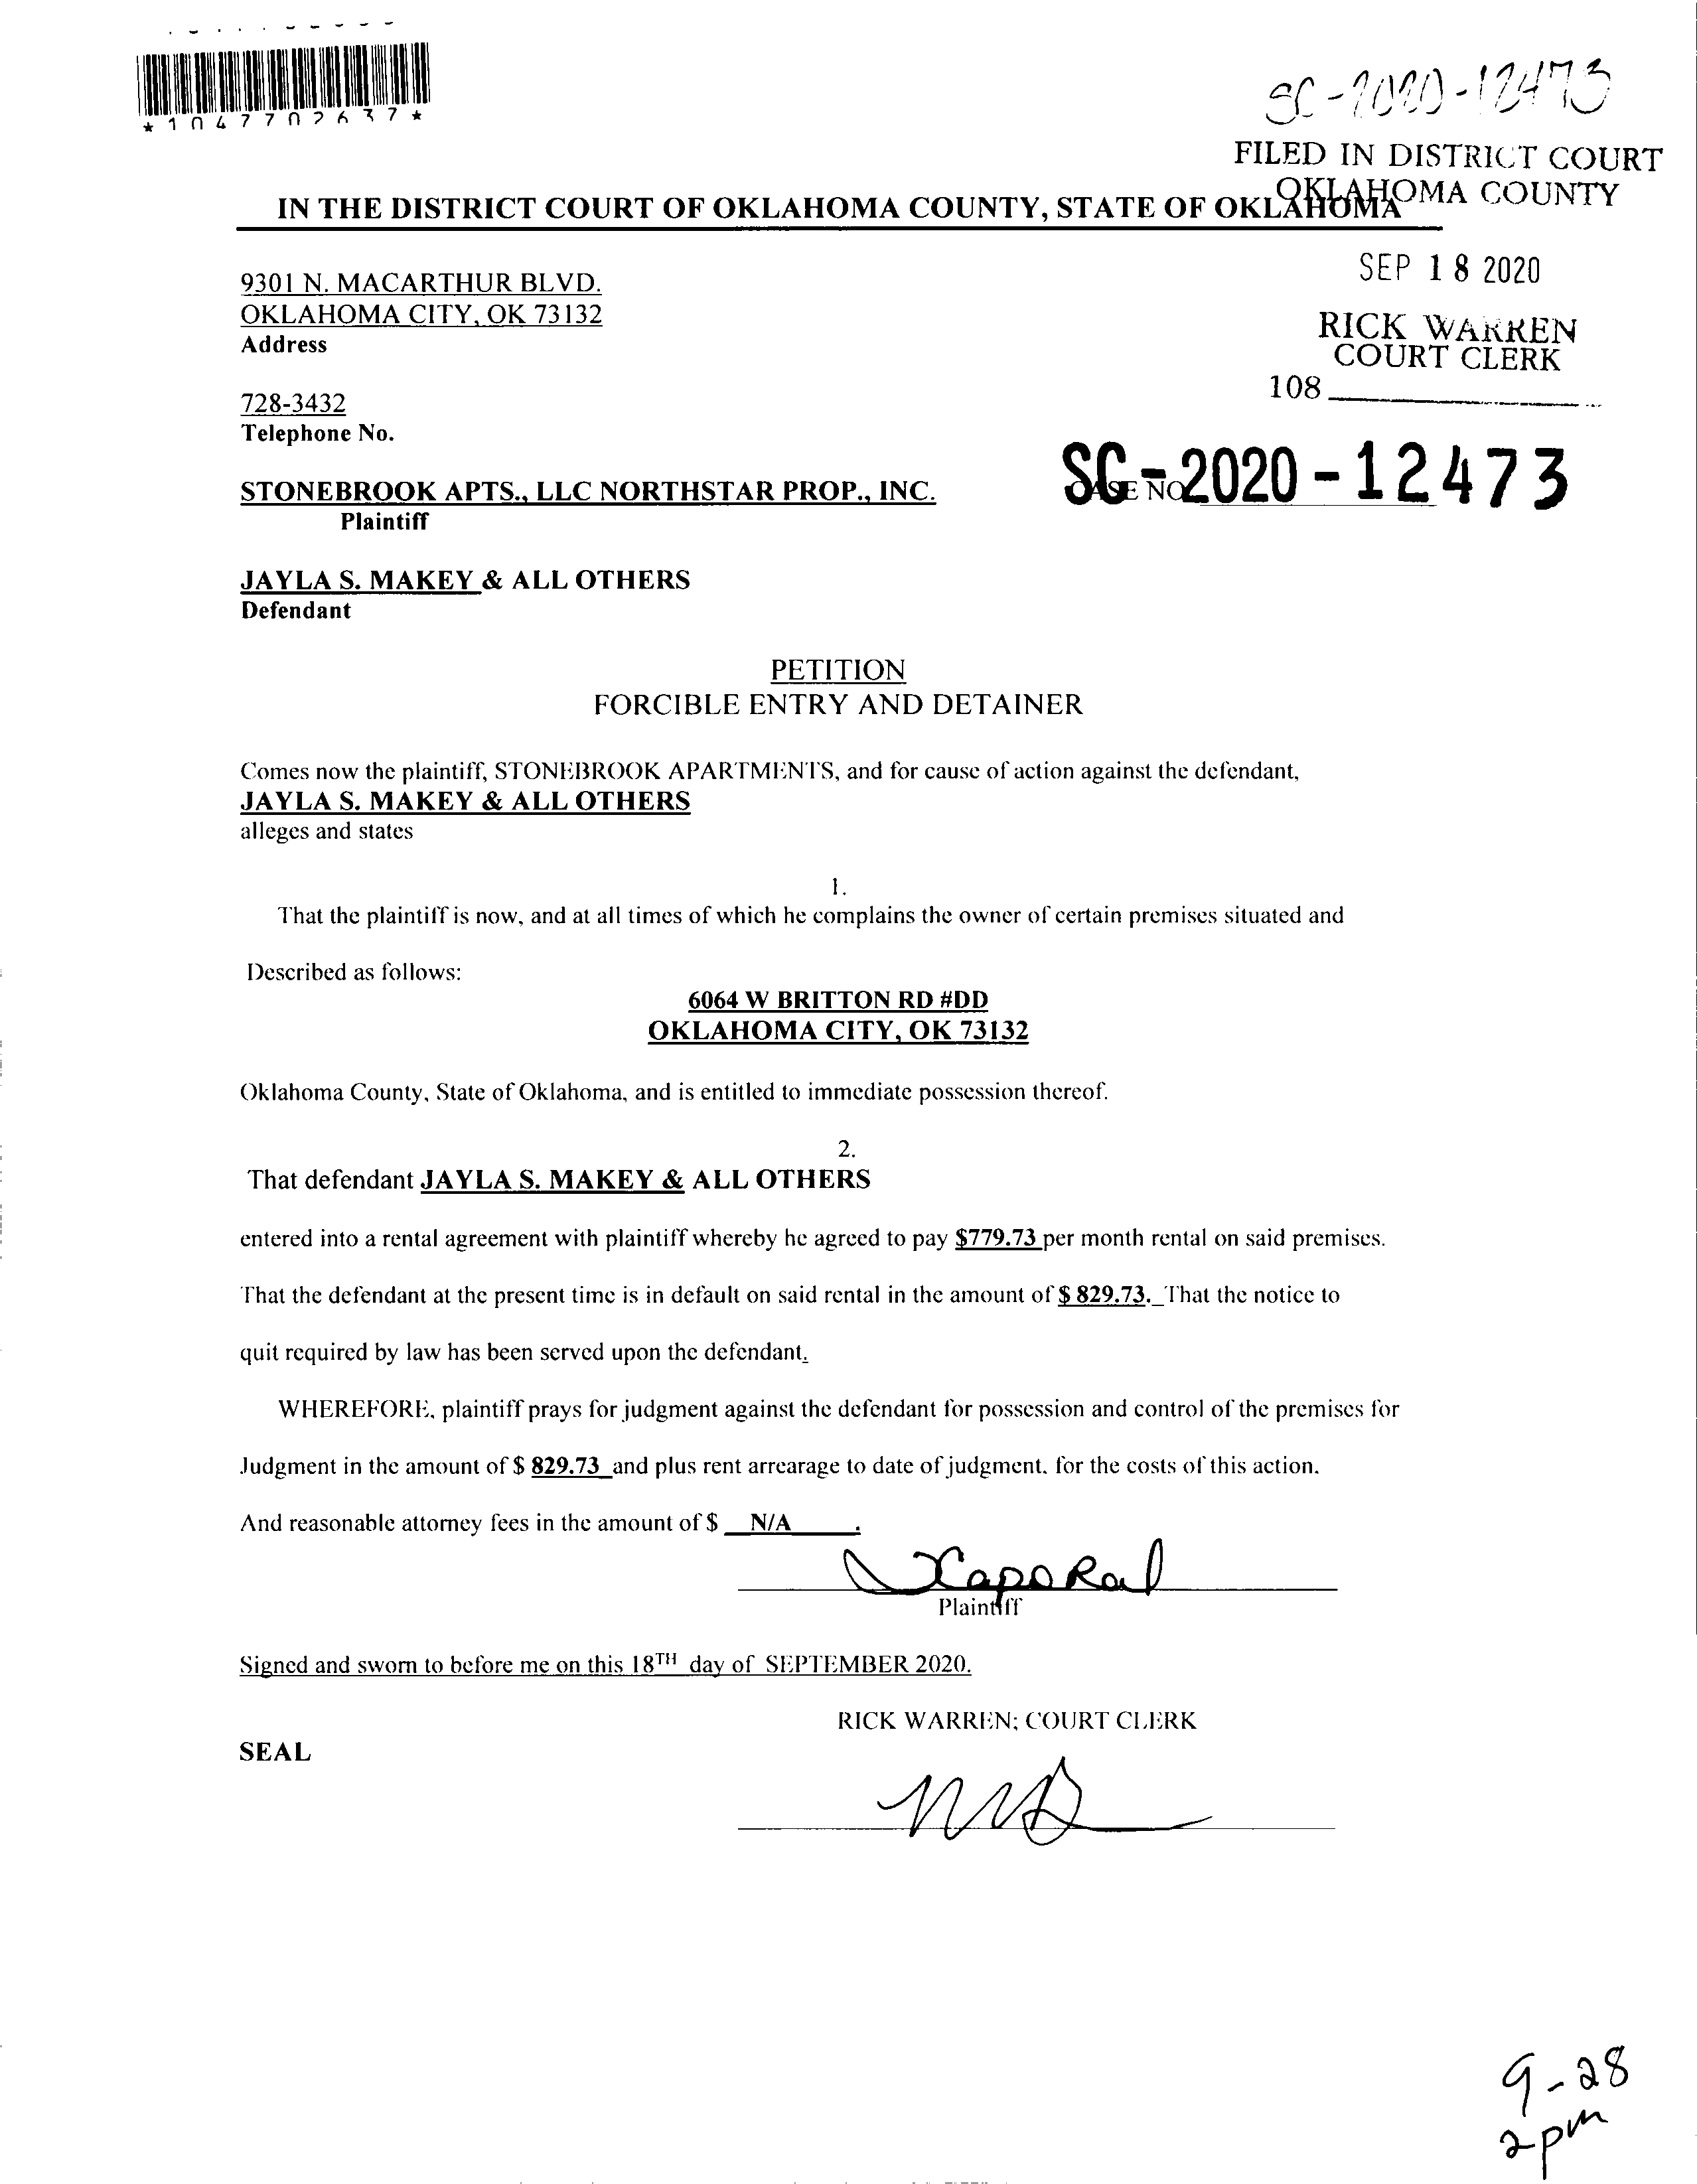 *1047702637*
SC-2020-12473
FILED IN DISTRICT COURT
OKLAHOMA COUNTY
IN THE DISTRICT COURT OF OKLAHOMA COUNTY, STATE OF OKLAHOMA
SEP 18 2020
9301 N. MACARTHUR BLVD.
OKLAHOMA CITY, OK 73132
Address
RICK WARREN
COURT CLERK
108
728-3432
Telephone No.
STONEBROOK APTS., LLC NORTHSTAR PROP., INC.
Plaintiff
CASE NO
SC-2020-12473
JAYLA S. MAKEY & ALL OTHERS
Defendant
PETITION
FORCIBLE ENTRY AND DETAINER
Comes now the plaintiff, STONEBROOK APARTMENTS, and for cause of action against the defendant,
JAYLA S. MAKEY & ALL OTHERS
alleges and states
1.
That the plaintiff is now, and at all times of which he complains the owner of certain premises situated and
Described as follows:
6064 W BRITTON RD #DD
OKLAHOMA CITY, OK 73132
Oklahoma County, State of Oklahoma, and is entitled to immediate possession thereof.
2.
That defendant JAYLA S. MAKEY & ALL OTHERS
entered into a rental agreement with plaintiff whereby he agreed to pay $779.73 per month rental on said premises.
That the defendant at the present time is in default on said rental in the amount of $ 829.73. That the notice to
quit required by law has been served upon the defendant.
WHEREFORE, plaintiff prays for judgment against the defendant for possession and control of the premises for
Judgment in the amount of $ 829.73 and plus rent arrearage to date of judgment. for the costs of this action.
And reasonable attorney fees in the amount of $ N/A .
Plaintiff
Signed and sworn to before me on this 18TH day of SEPTEMBER 2020.
RICK WARREN; COURT CLERK
SEAL
9-28
2pm